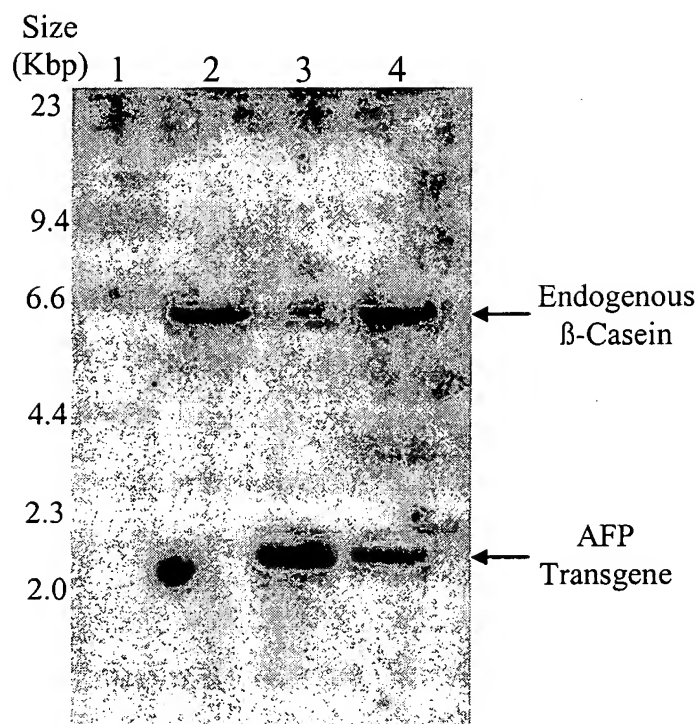 Size
(Kbp) 1 2 3 4
23
9.4
6.6
Endogenous
ß-Casein
4.4
2.3
AFP
Transgene
2.0